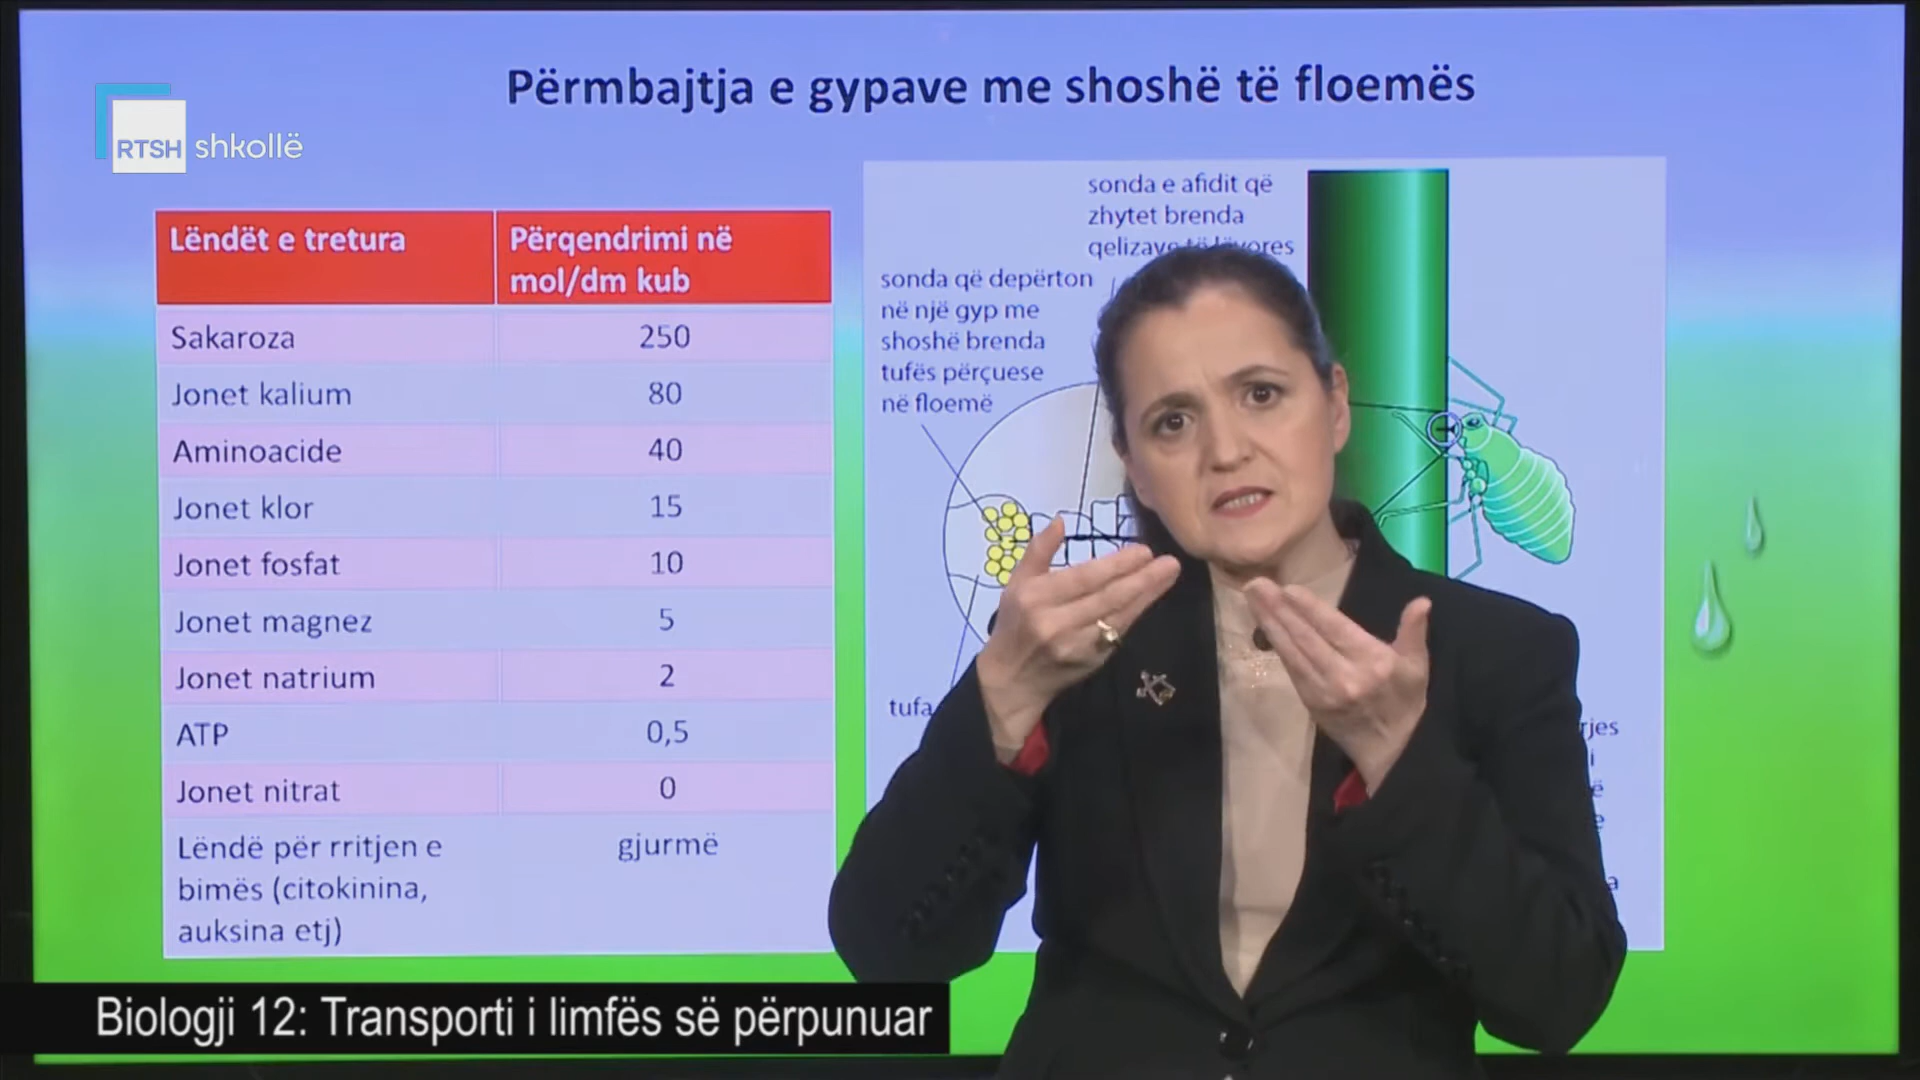 Përmbajtja e gypave me shoshë të floemës
RTSH shkollë
Lëndët e tretura
Përqendrimi në
mol/dm kub
Sakaroza 250
Jonet kalium 80
Aminoacide 40
Jonet klor 15
Jonet fosfat 10
Jonet magnez 5
Jonet natrium 2
ATP 0,5
Jonet nitrat 0
Lëndë për rritjen e gjurmë
bimës (citokinina,
auksina etj)
sonda e afidit që
zhytet brenda
sonda që depërton
në një gyp me
shoshë brenda
tufës përçuese
në floemë
tufa
Biologji 12: Transporti i limfës së përpunuar